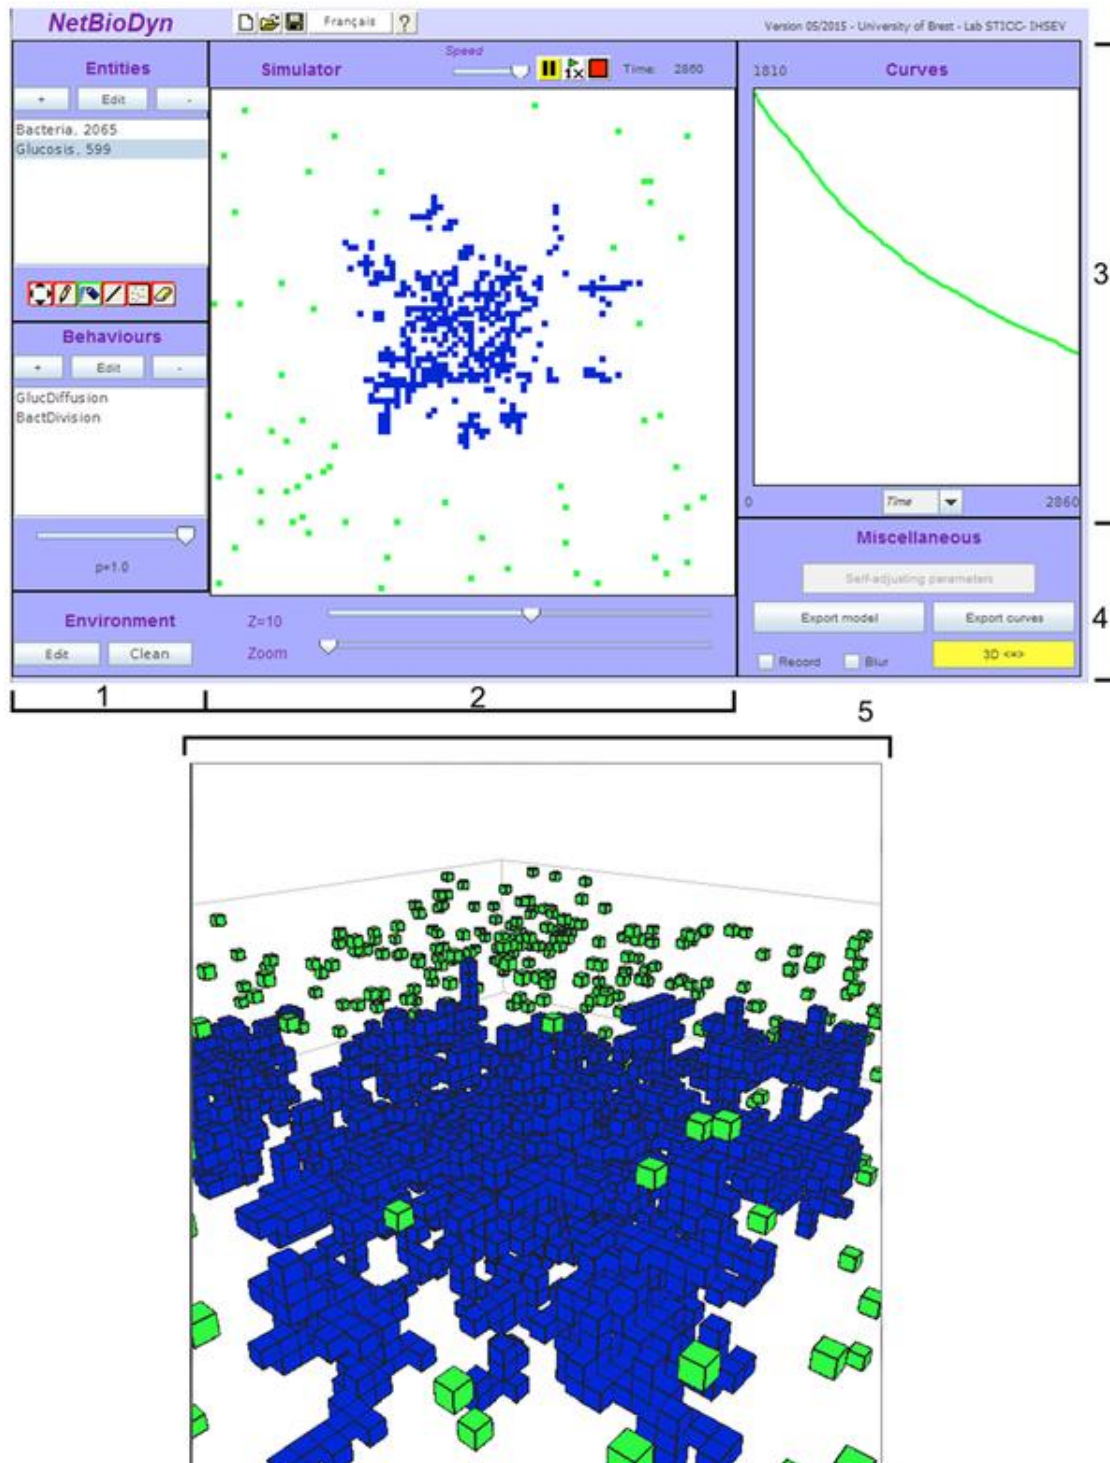 NetBioDyn
Français
?
Version 05/2015 - University of Brest - Lab STICC- IHSEV
Entities
+ Edit -
Bacteria, 2065
Glucosis, 599
Behaviours
+ Edit -
GlucDiffusion
BactDivision
p=1.0
Environment
Edit Clean
Simulator
Speed
1X
Time: 2860
Z=10
Zoom
1810 Curves
0 Time 2860
Miscellaneous
Self-adjusting parameters
Export model Export curves
Record Blur 3D <=>
1
2
3
4
5